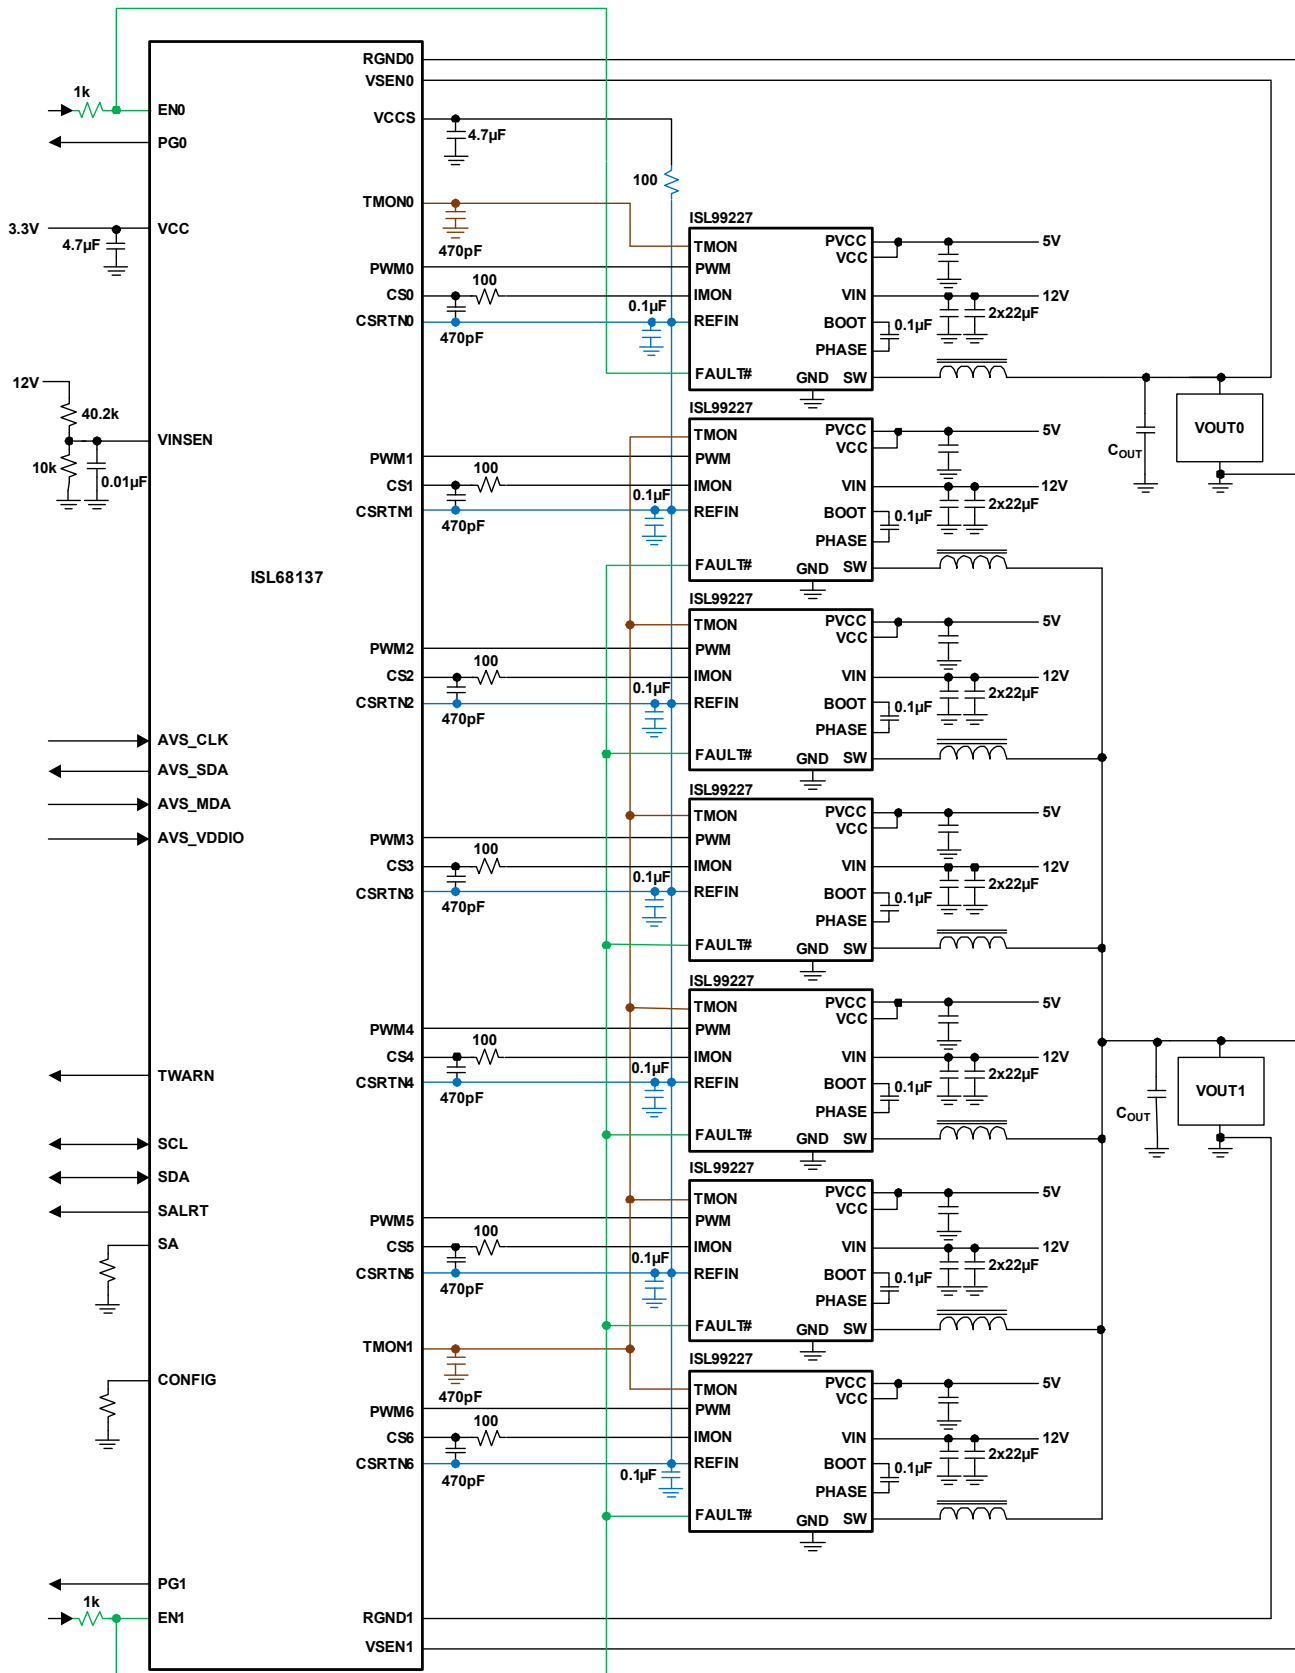 RGND0
VSEN0
1k
EN0
VCCS
4.7µF
PG0
100
TMON0
ISL99227
3.3V
VCC
4.7µF
470pF
TMON
PVCC
VCC
5V
PWM0
PWM
100
CS0
IMON
VIN
12V
0.1µF
2x22µF
CSRTN0
REFIN
BOOT
0.1µF
470pF
PHASE
FAULT#
GND
SW
12V
40.2k
ISL99227
VINSEN
TMON
PVCC
VCC
5V
VOUT0
COUT
PWM1
PWM
10k
0.01µF
100
CS1
IMON
VIN
12V
0.1µF
2x22µF
CSRTN1
REFIN
BOOT
0.1µF
470pF
PHASE
FAULT#
GND
SW
ISL68137
ISL99227
TMON
PVCC
VCC
5V
PWM2
PWM
100
CS2
IMON
VIN
12V
0.1µF
2x22µF
CSRTN2
REFIN
BOOT
0.1µF
470pF
PHASE
AVS_CLK
FAULT#
GND
SW
AVS_SDA
ISL99227
AVS_MDA
TMON
PVCC
VCC
5V
AVS_VDDIO
PWM3
PWM
100
CS3
IMON
VIN
12V
0.1µF
2x22µF
CSRTN3
REFIN
BOOT
0.1µF
470pF
PHASE
FAULT#
GND
SW
ISL99227
TMON
PVCC
VCC
5V
PWM4
PWM
100
CS4
IMON
VIN
12V
TWARN
0.1µF
2x22µF
CSRTN4
REFIN
BOOT
0.1µF
470pF
PHASE
VOUT1
COUT
FAULT#
GND
SW
SCL
ISL99227
SDA
TMON
PVCC
VCC
5V
SALRT
PWM5
PWM
SA
100
CS5
IMON
VIN
12V
0.1µF
2x22µF
CSRTN5
REFIN
BOOT
0.1µF
470pF
PHASE
FAULT#
GND
SW
TMON1
ISL99227
CONFIG
470pF
TMON
PVCC
VCC
5V
PWM6
PWM
100
CS6
IMON
VIN
12V
2x22µF
CSRTN6
REFIN
BOOT
0.1µF
470pF
0.1µF
PHASE
FAULT#
GND
SW
PG1
1k
EN1
RGND1
VSEN1